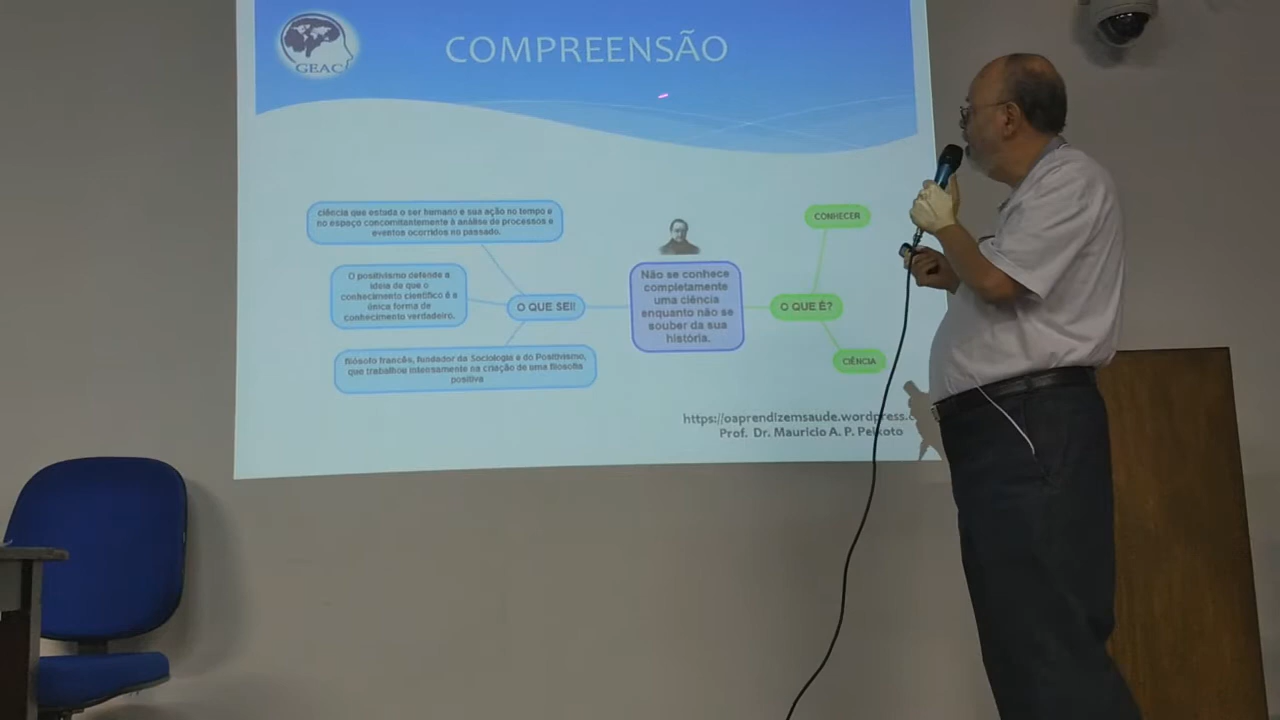 GEAC
COMPREENSÃO
ciência que estuda o ser humano e sua ação no tempo e
no espaço concomitantemente à análise de processos e
eventos ocorridos no passado.
O positivismo defende a
ideia de que o
conhecimento científico é a
única forma de
conhecimento verdadeiro.
filósofo francês, fundador da Sociologia e do Positivismo,
que trabalhou intensamente na criação de uma filosofia
positiva
O QUE SEI!
Não se conhece
completamente
uma ciência
enquanto não se
souber da sua
história.
O QUE É?
CONHECER
CIÊNCIA
https://oaprendizemsaude.wordpress.c
Prof. Dr. Mauricio A. P. Peixoto